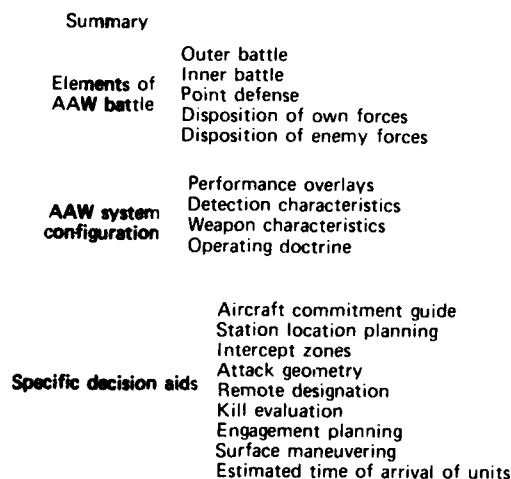 Summary
Elements of
AAW battle
Outer battle
Inner battle
Point defense
Disposition of own forces
Disposition of enemy forces
AAW system
configuration
Performance overlays
Detection characteristics
Weapon characteristics
Operating doctrine
Specific decision aids
Aircraft commitment guide
Station location planning
Intercept zones
Attack geometry
Remote designation
Kill evaluation
Engagement planning
Surface maneuvering
Estimated time of arrival of units